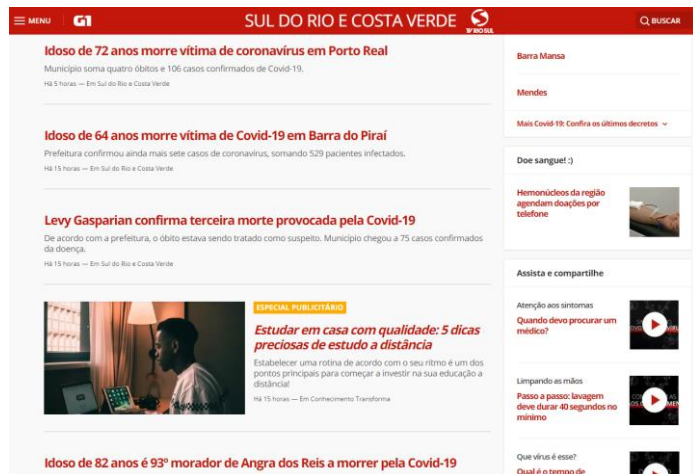 MENU
G1
SUL DO RIO E COSTA VERDE
TV RIO SUL
BUSCAR
Idoso de 72 anos morre vítima de coronavírus em Porto Real
Município soma quatro óbitos e 106 casos confirmados de Covid-19.
Há 5 horas — Em Sul do Rio e Costa Verde
Idoso de 64 anos morre vítima de Covid-19 em Barra do Piraí
Prefeitura confirmou ainda mais sete casos de coronavírus, somando 529 pacientes infectados.
Há 15 horas — Em Sul do Rio e Costa Verde
Levy Gasparian confirma terceira morte provocada pela Covid-19
De acordo com a prefeitura, o óbito estava sendo tratado como suspeito. Município chegou a 75 casos confirmados
da doença.
Há 15 horas — Em Sul do Rio e Costa Verde
ESPECIAL PUBLICITÁRIO
Estudar em casa com qualidade: 5 dicas
preciosas de estudo a distância
Estabelecer uma rotina de acordo com o seu ritmo é um dos
pontos principais para começar a investir na sua educação a
distância!
Há 15 horas — Em Conhecimento Transforma
Idoso de 82 anos é 93º morador de Angra dos Reis a morrer pela Covid-19
Barra Mansa
Mendes
Mais Covid-19: Confira os últimos decretos
Doe sangue! :)
Hemonúcleos da região
agendam doações por
telefone
Assista e compartilhe
Atenção aos sintomas
Quando devo procurar um
médico?
Limpando as mãos
Passo a passo: lavagem
deve durar 40 segundos no
mínimo
Que vírus é esse?
Qual é o tempo de